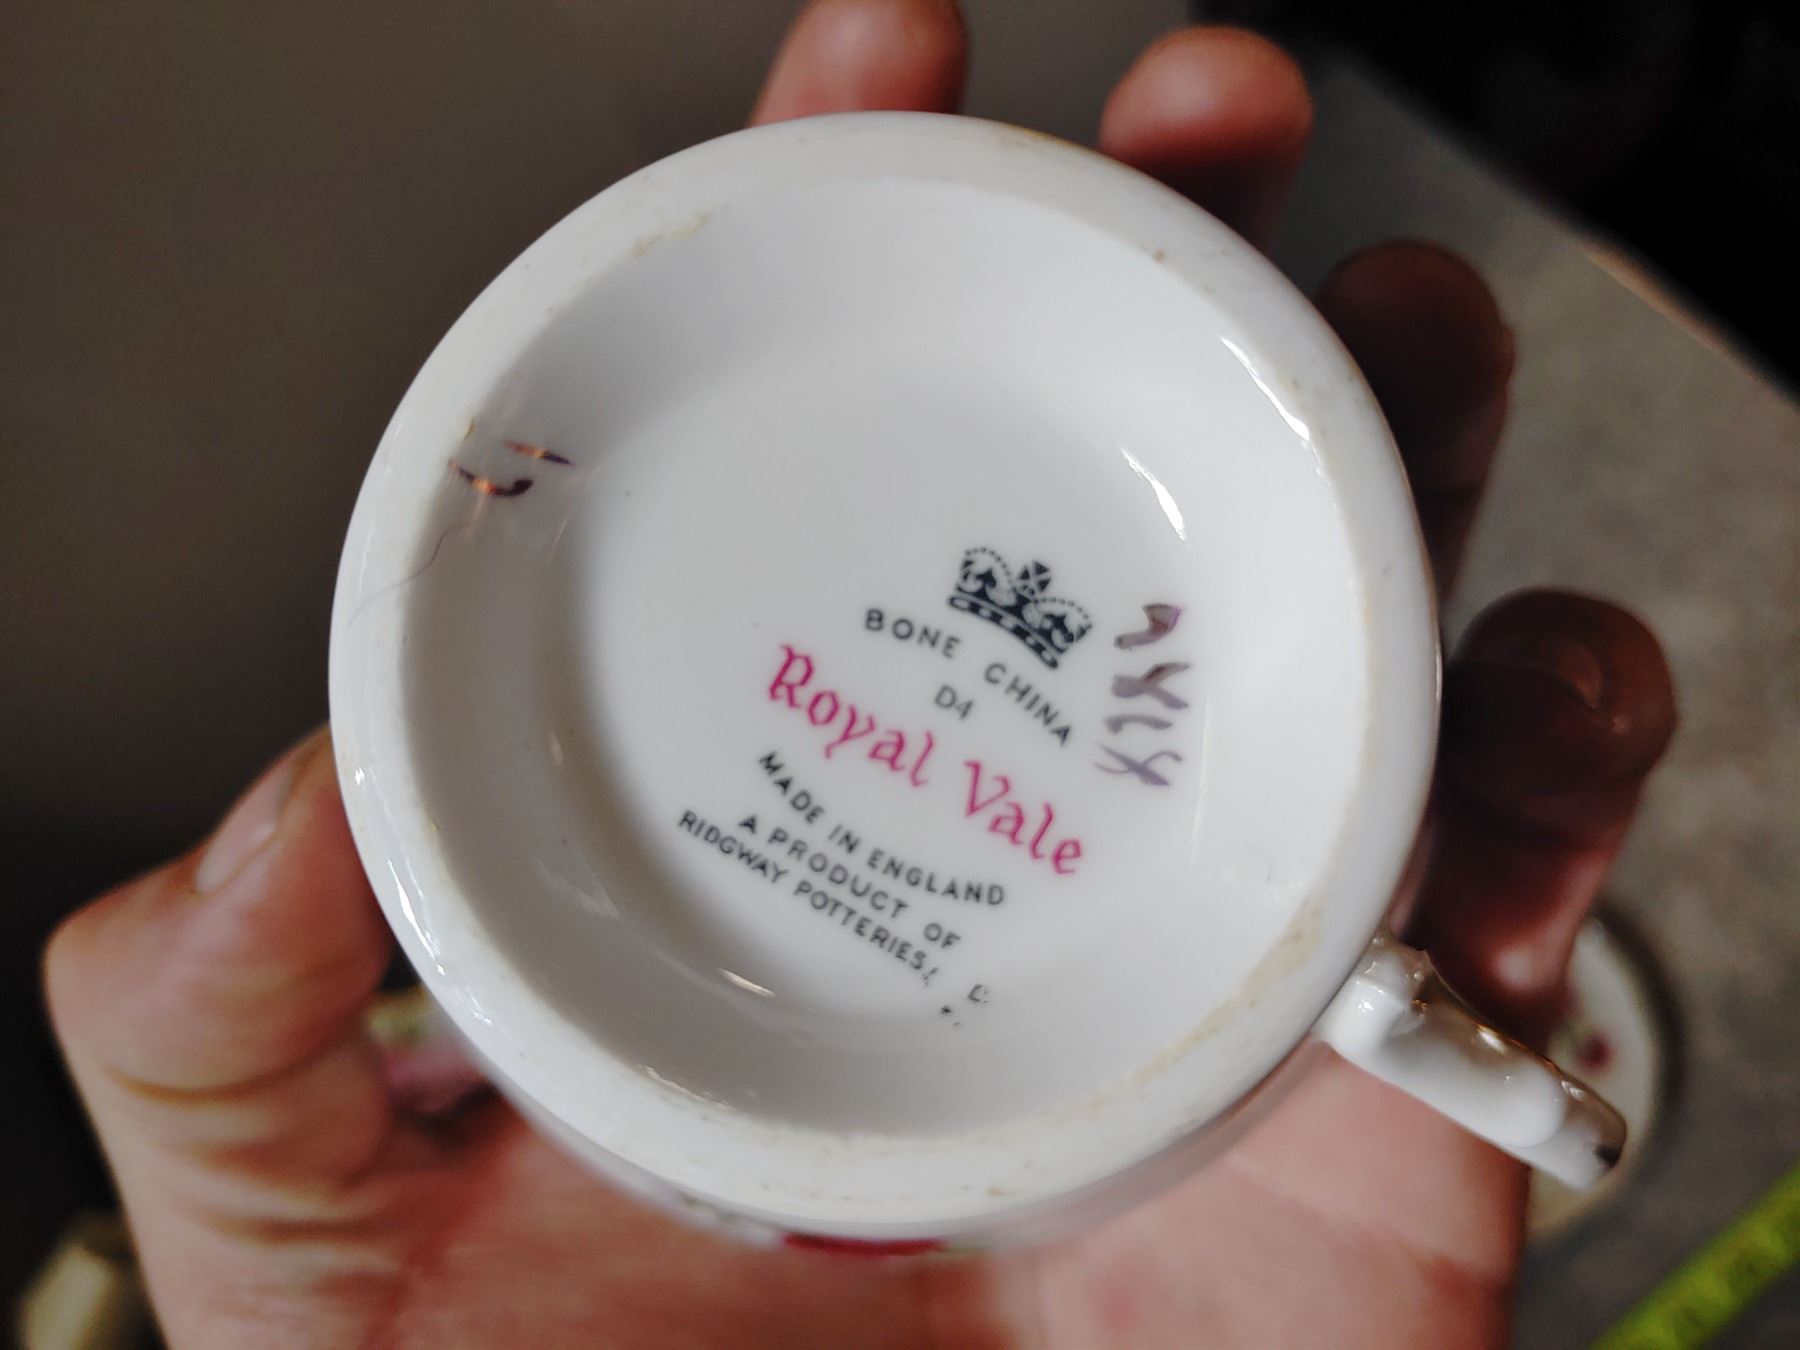 BONE CHINA
D4
Royal Vale
MADE IN ENGLAND
A PRODUCT OF
RIDGWAY POTTERIES